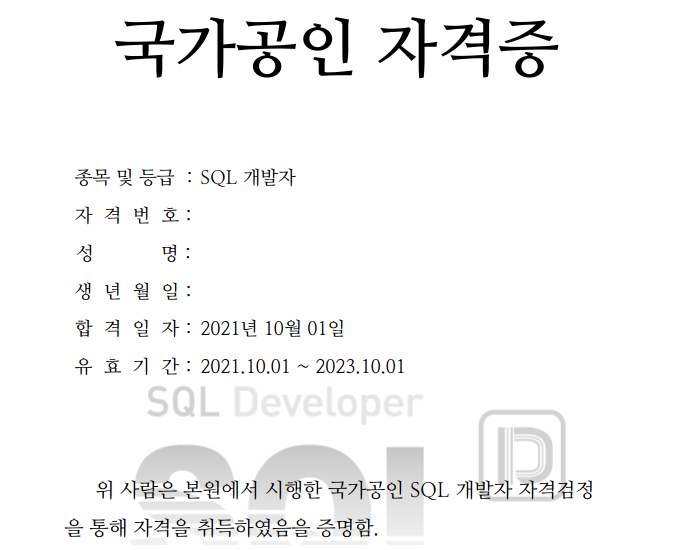 국가공인 자격증
종목 및 등급 : SQL 개발자
자 격 번 호 :
성 명 :
생 년 월 일 :
합 격 일 자 : 2021년 10월 01일
유 효 기 간 : 2021.10.01 ~ 2023.10.01
SQL Developer
SQL
위 사람은 본원에서 시행한 국가공인 SQL 개발자 자격검정
을 통해 자격을 취득하였음을 증명함.